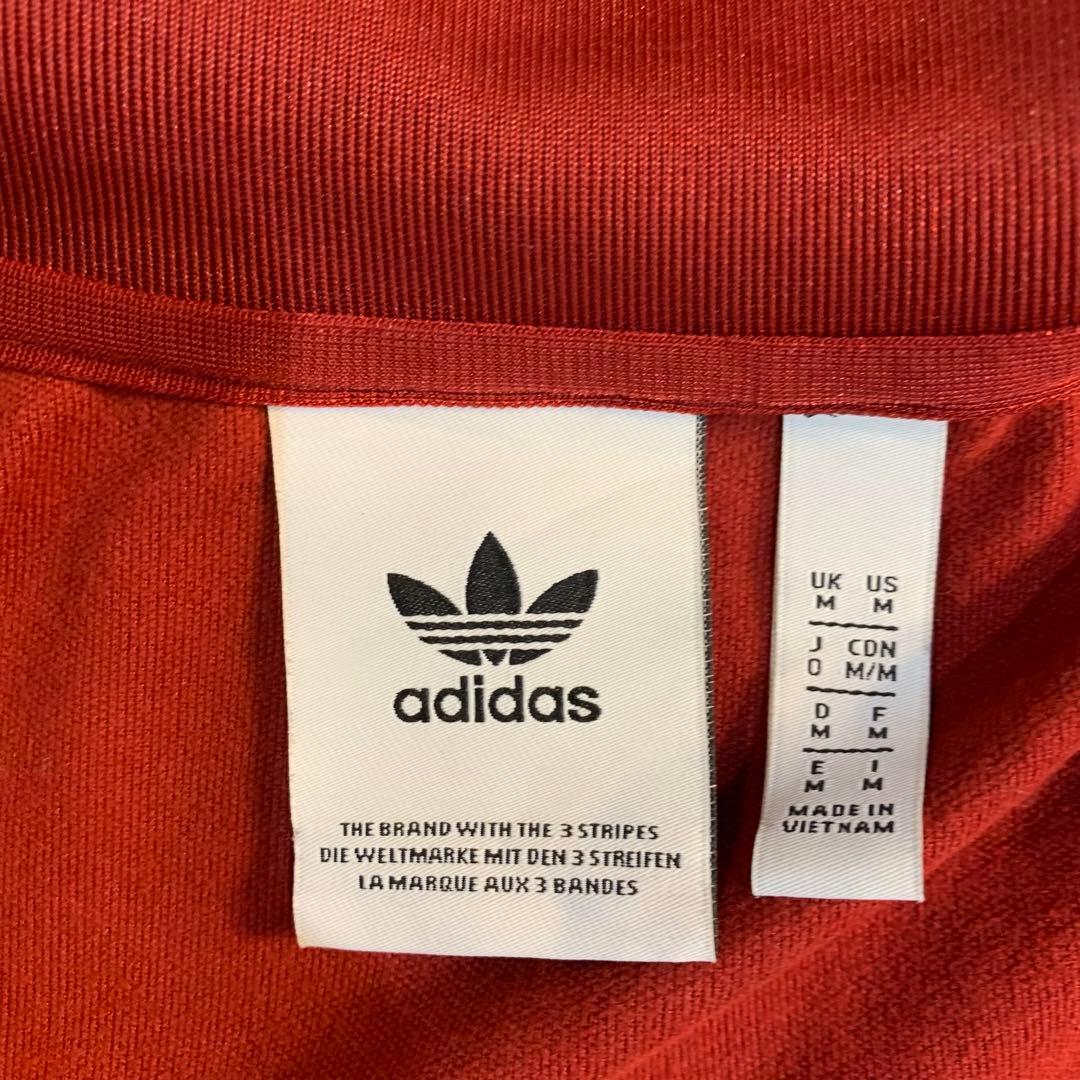 adidas
THE BRAND WITH THE 3 STRIPES
DIE WELTMARKE MIT DEN 3 STREIFEN
LA MARQUE AUX 3 BANDES
UK US
M M
J CDN
O M/M
D F
M M
E I
M M
MADE IN
VIETNAM